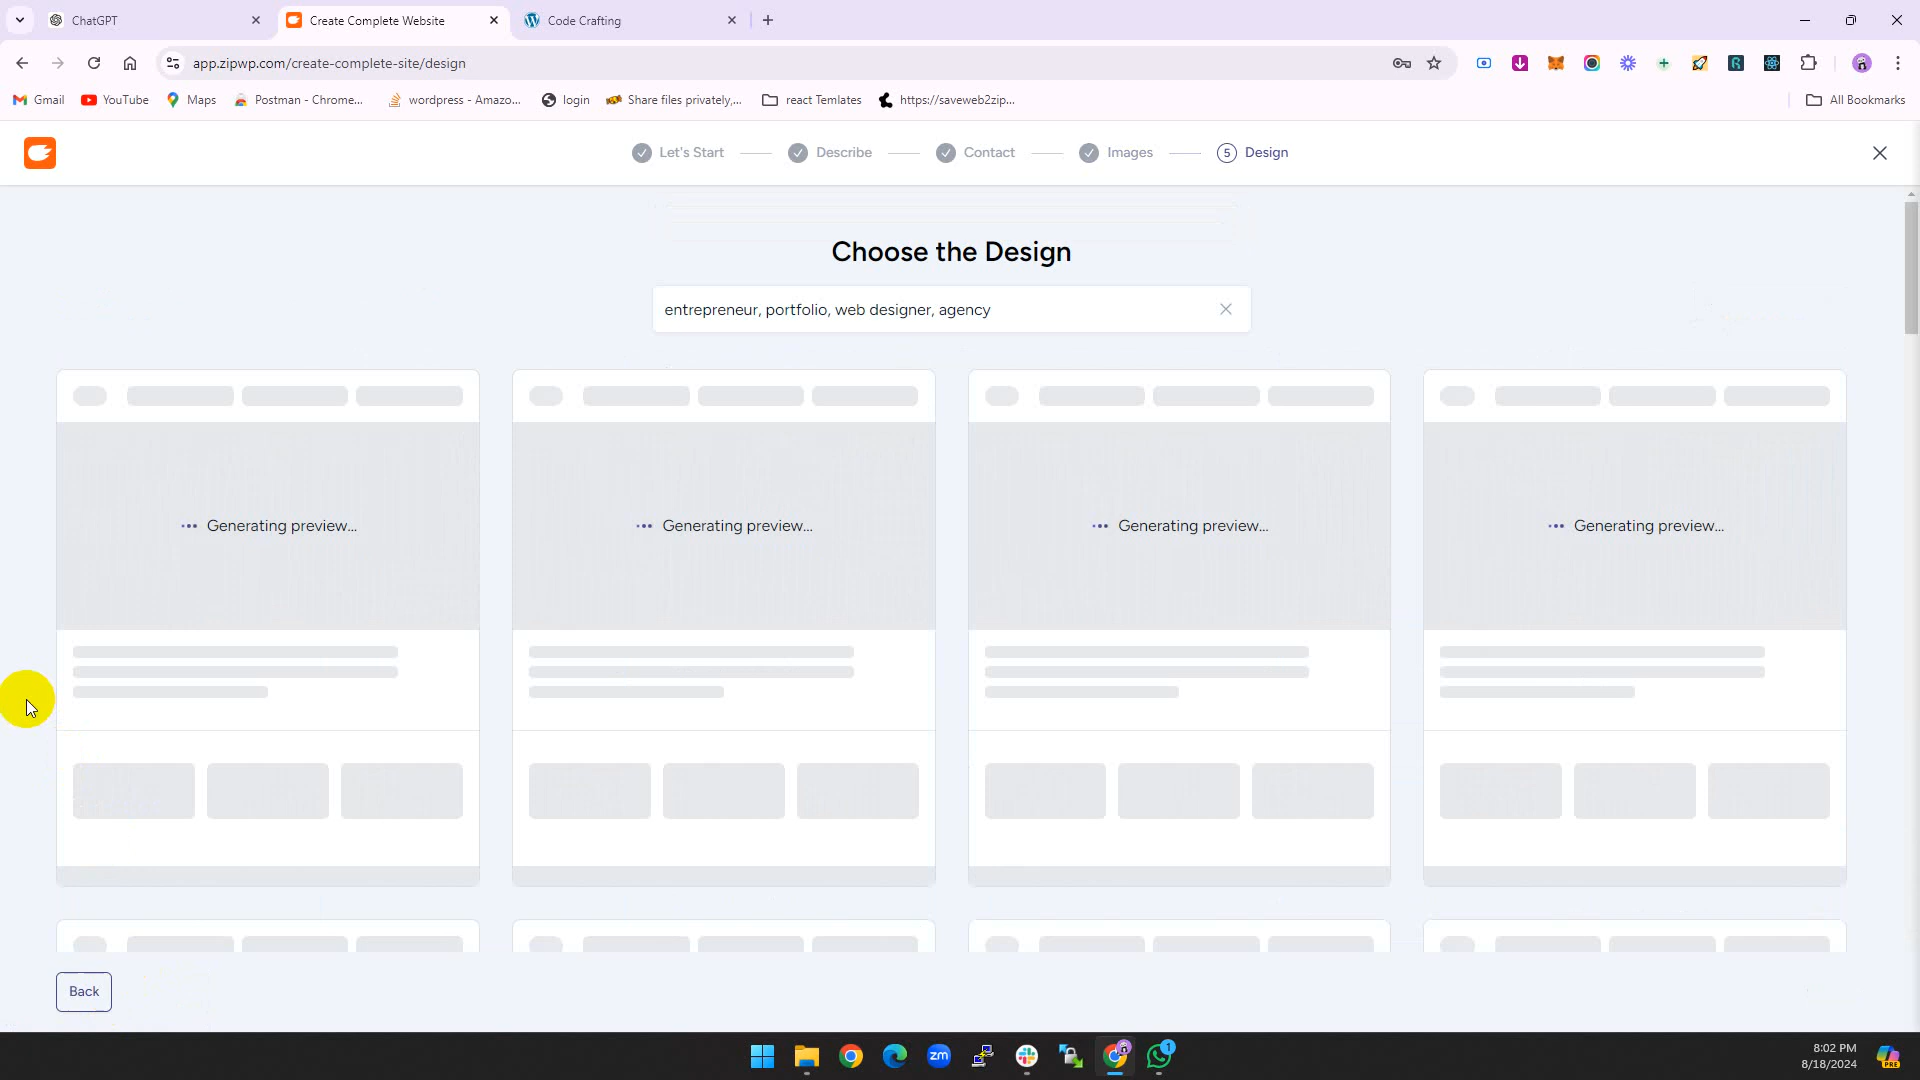 ChatGPT
Create Complete Website
Code Crafting
app.zipwp.com/create-complete-site/design
Gmail
YouTube
Maps
Postman - Chrome...
wordpress - Amazo...
login
Share files privately,...
react Temlates
https://saveweb2zip...
All Bookmarks
Let's Start
Describe
Contact
Images
5 Design
Choose the Design
entrepreneur, portfolio, web designer, agency
Generating preview...
Generating preview...
Generating preview...
Generating preview...
Back
zm
1
8:02 PM
8/18/2024
PRE